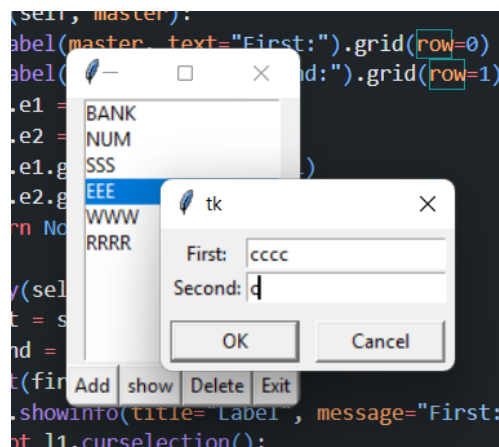 (self, master):
abel(master, text="First:").grid(row=0)
abel( nd:").grid(row=1)
.e1 =
.e2 =
.e1.g )
.e2.g
rn No
y(sel
t = s
nd =
t(fir
.showinfo(title="Label", message="First:
ot l1.curselection():
BANK
NUM
SSS
EEE
WWW
RRRR
Add show Delete Exit
tk
First: cccc
Second: c
OK Cancel